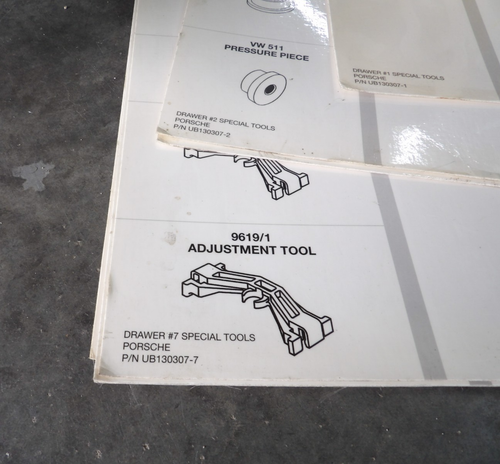 VW 511
PRESSURE PIECE
DRAWER #1 SPECIAL TOOLS
PORSCHE
P/N UB130307-1
DRAWER #2 SPECIAL TOOLS
PORSCHE
P/N UB130307-2
9619/1
ADJUSTMENT TOOL
DRAWER #7 SPECIAL TOOLS
PORSCHE
P/N UB130307-7